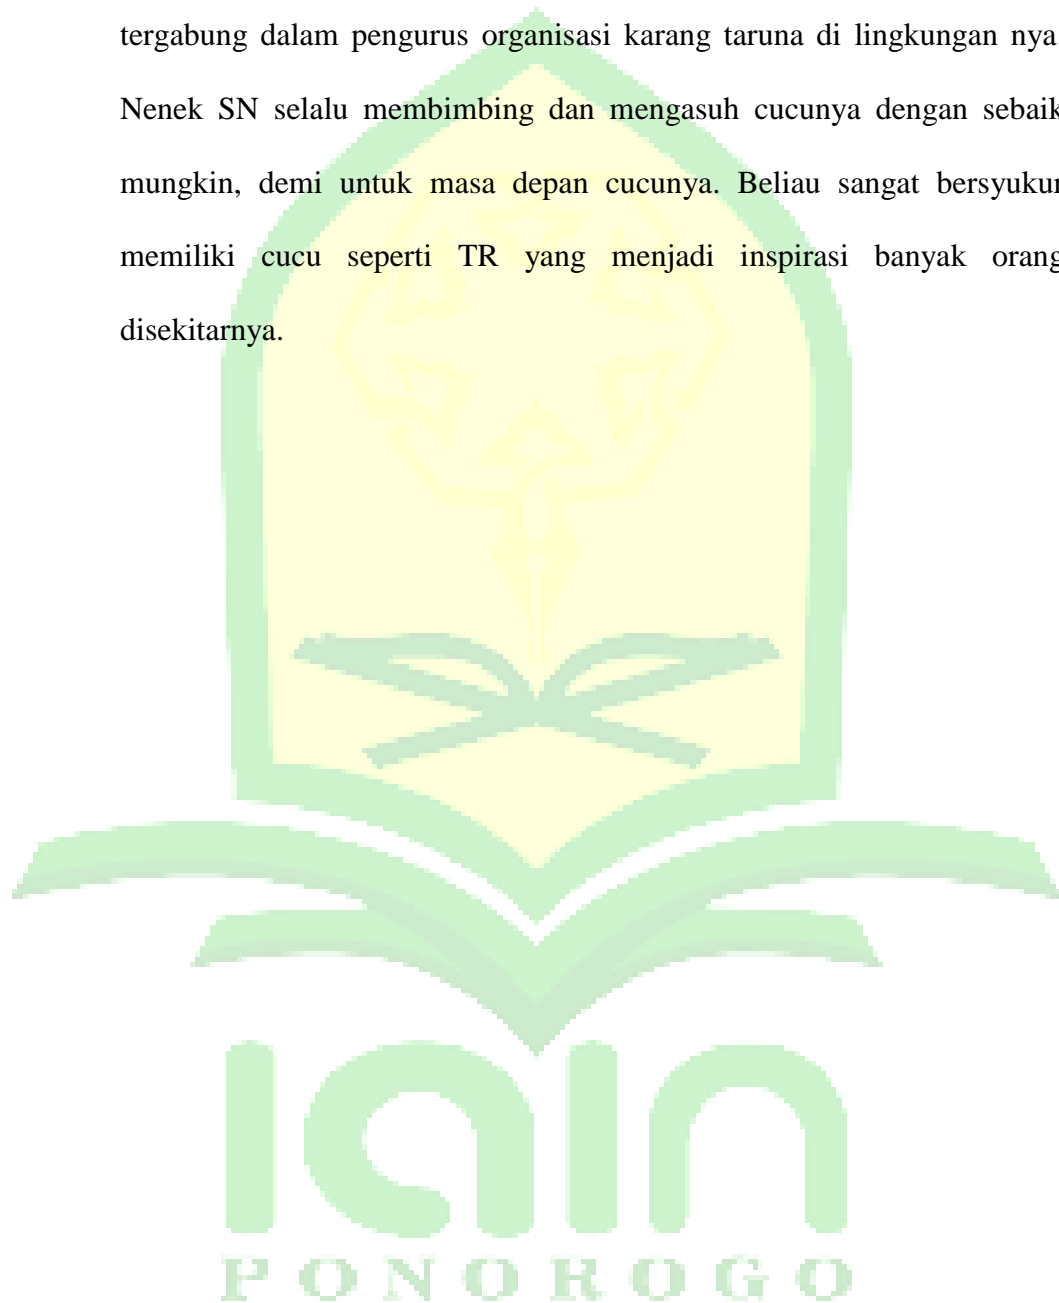 tergabung dalam pengurus organisasi karang taruna di lingkungan nya.
Nenek SN selalu membimbing dan mengasuh cucunya dengan sebaik
mungkin, demi untuk masa depan cucunya. Beliau sangat bersyukur
memiliki cucu seperti TR yang menjadi inspirasi banyak orang
disekitarnya.
iain
PONOROGO